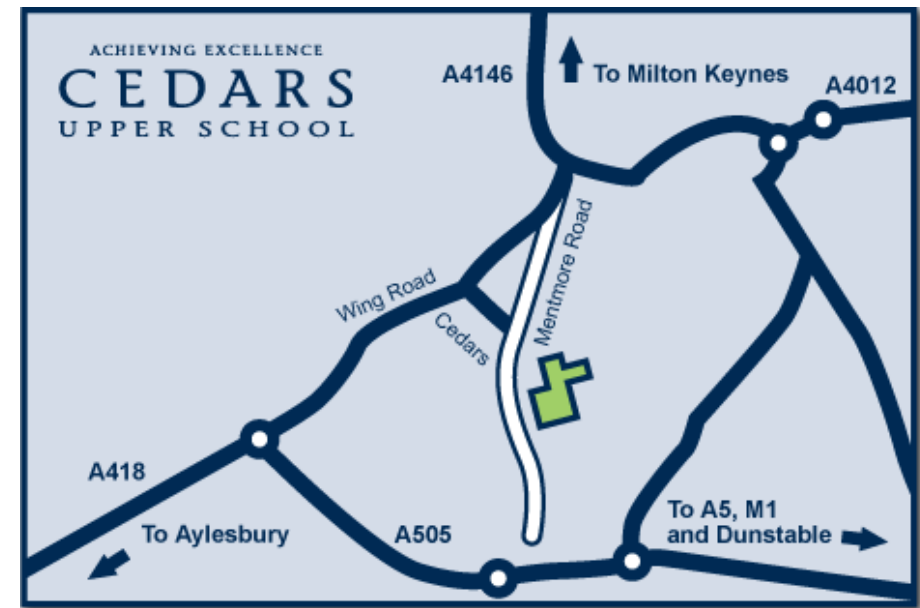 ACHIEVING EXCELLENCE
CEDARS
UPPER SCHOOL
A4146
To Milton Keynes
A4012
Mentmore Road
Wing Road
Cedars
A418
To Aylesbury
A505
To A5, M1
and Dunstable